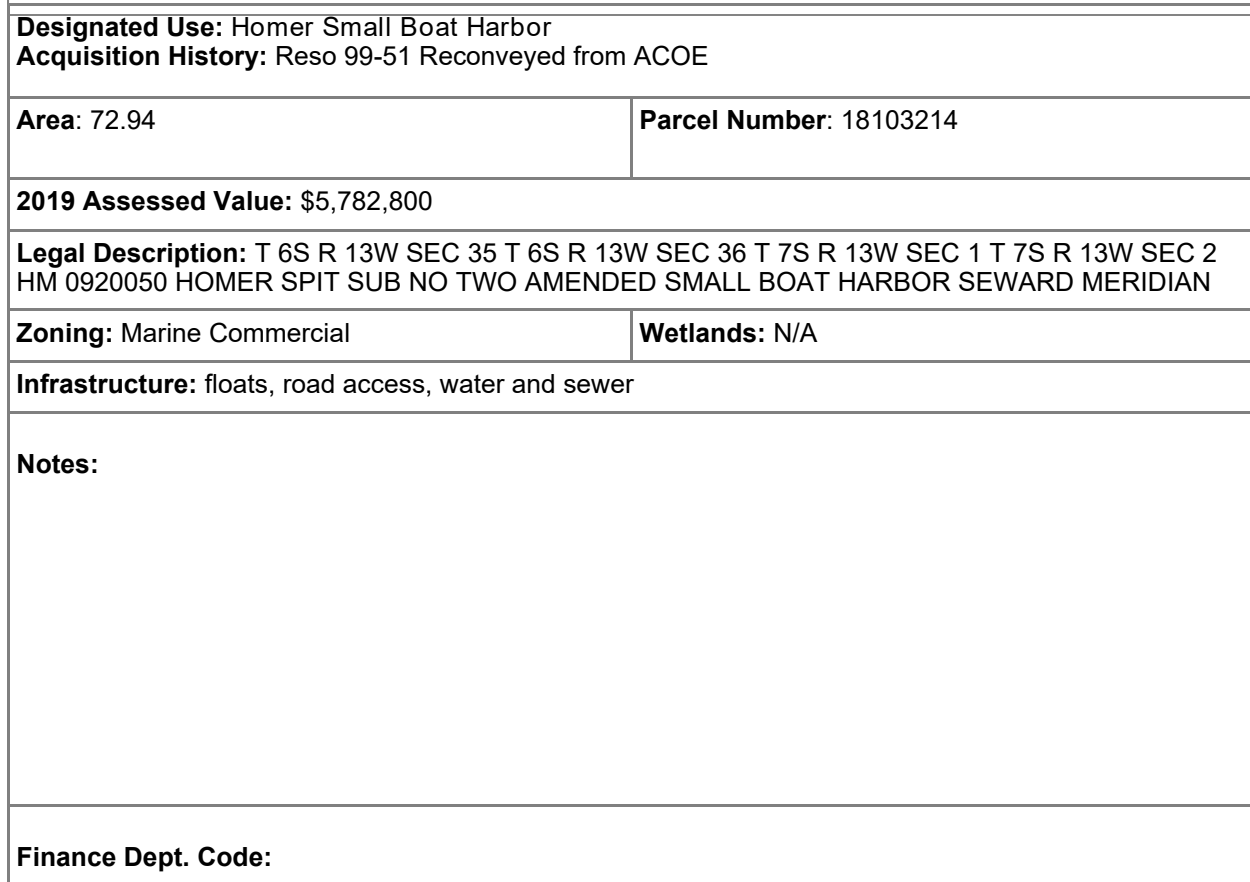 Designated Use: Homer Small Boat Harbor
Acquisition History: Reso 99-51 Reconveyed from ACOE
Area: 72.94
Parcel Number: 18103214
2019 Assessed Value: $5,782,800
Legal Description: T 6S R 13W SEC 35 T 6S R 13W SEC 36 T 7S R 13W SEC 1 T 7S R 13W SEC 2
HM 0920050 HOMER SPIT SUB NO TWO AMENDED SMALL BOAT HARBOR SEWARD MERIDIAN
Zoning: Marine Commercial
Wetlands: N/A
Infrastructure: floats, road access, water and sewer
Notes:
Finance Dept. Code: